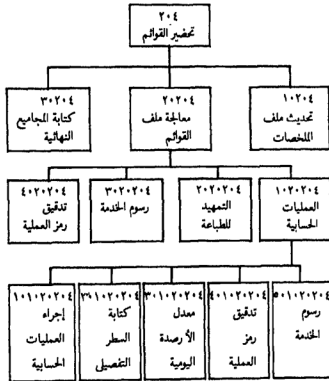 ٢٠٤
تحضير القوائم
١٠٢٠٤
تحديث ملف
الملخصات
٢٠٢٠٤
معالجة ملف
القوائم
٣٠٢٠٤
كتابة المجاميع
النهائية
١٠٢٠٢٠٤
العمليات
الحسابية
٢٠٢٠٢٠٤
التمهيد
للطباعة
٣٠٢٠٢٠٤
رسوم الخدمة
٤٠٢٠٢٠٤
تدقيق
رمز العملية
٥٠١٠٢٠٢٠٤
رسوم
الخدمة
٤٠١٠٢٠٢٠٤
تدقيق
رمز
العملية
٣٠١٠٢٠٢٠٤
معدل
الأرصدة
اليومية
كتابة
السطر
التفصيلي
١٠١٠٢٠٢٠٤
إجراء
العمليات
الحسابية